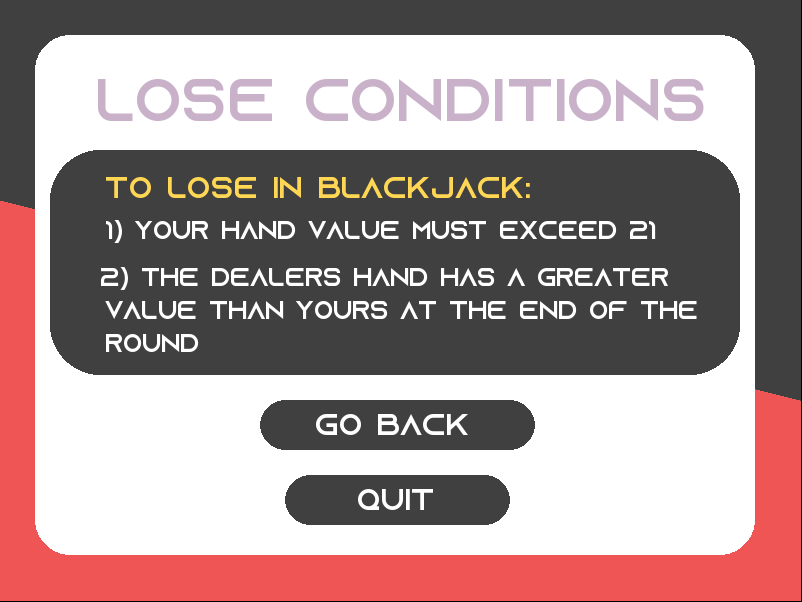 LOSE CONDITIONS
TO LOSE IN BLACKJACK:
1) YOUR HAND VALUE MUST EXCEED 21
2) THE DEALERS HAND HAS A GREATER
VALUE THAN YOURS AT THE END OF THE
ROUND
GO BACK
QUIT